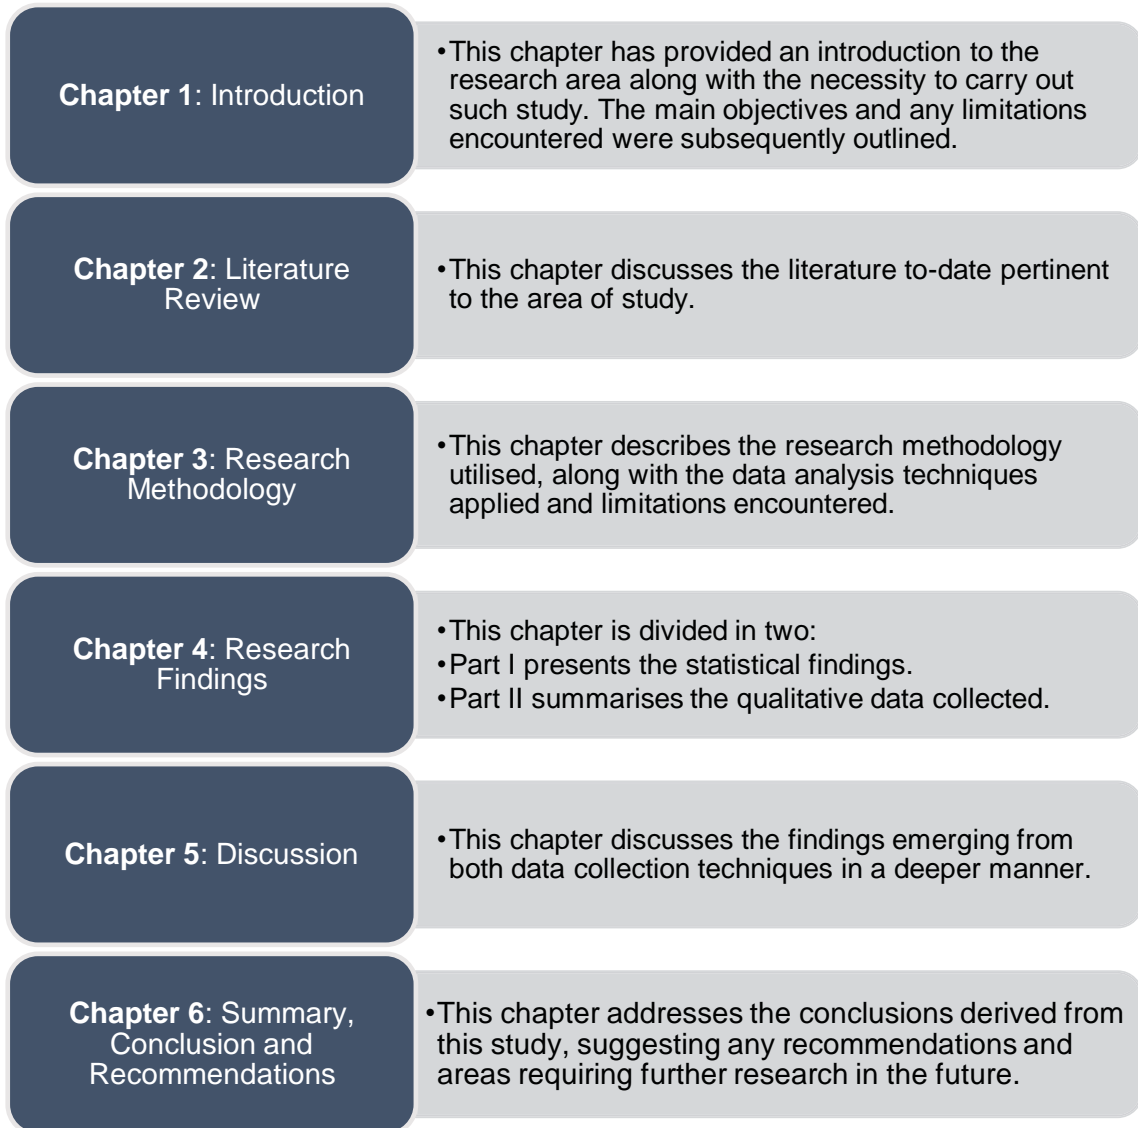 Chapter 1: Introduction
•This chapter has provided an introduction to the
research area along with the necessity to carry out
such study. The main objectives and any limitations
encountered were subsequently outlined.
Chapter 2: Literature
Review
•This chapter discusses the literature to-date pertinent
to the area of study.
Chapter 3: Research
Methodology
•This chapter describes the research methodology
utilised, along with the data analysis techniques
applied and limitations encountered.
Chapter 4: Research
Findings
•This chapter is divided in two:
•Part I presents the statistical findings.
•Part II summarises the qualitative data collected.
Chapter 5: Discussion
•This chapter discusses the findings emerging from
both data collection techniques in a deeper manner.
Chapter 6: Summary,
Conclusion and
Recommendations
•This chapter addresses the conclusions derived from
this study, suggesting any recommendations and
areas requiring further research in the future.